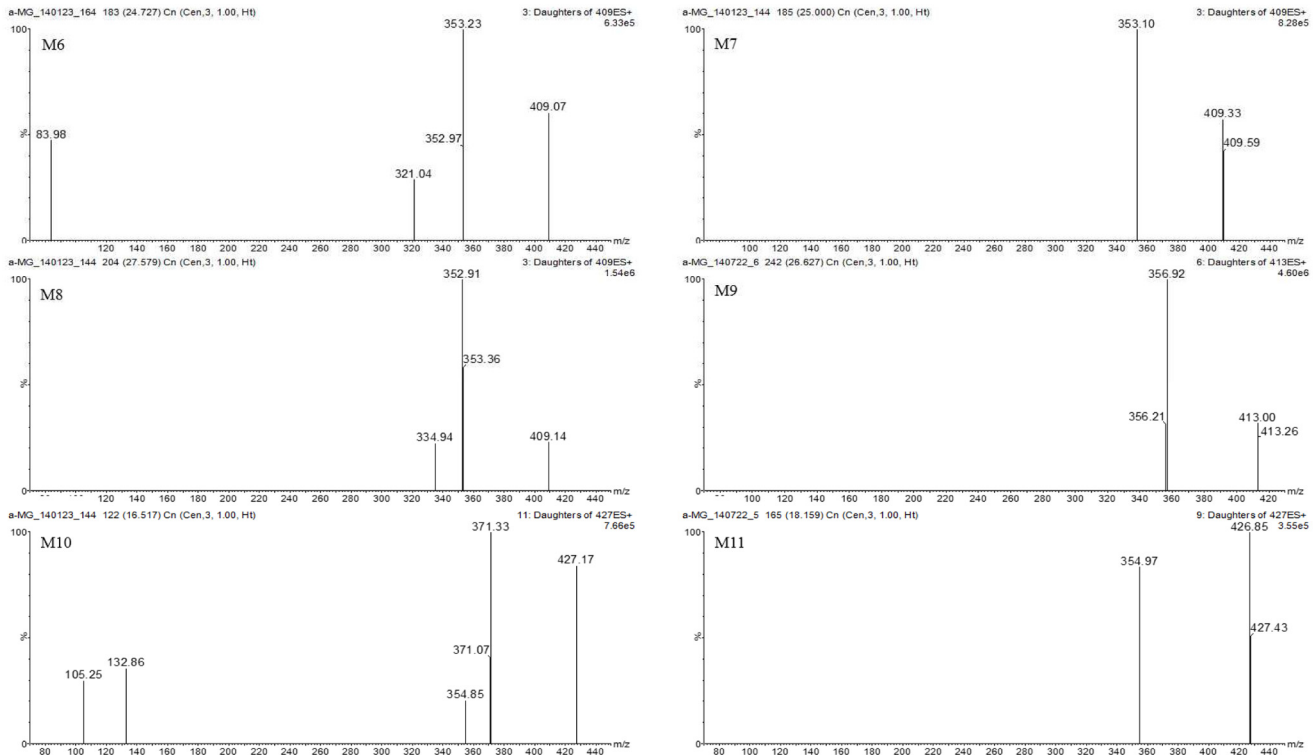 a-MG_140123_164 183 (24.727) Cn (Cen,3, 1.00, Ht)
3: Daughters of 409ES+
6.33e5
M6
100
%
0
353.23
409.07
352.97
83.98
321.04
120 140 160 180 200 220 240 260 280 300 320 340 360 380 400 420 440 m/z
a-MG_140123_144 185 (25.000) Cn (Cen,3, 1.00, Ht)
3: Daughters of 409ES+
8.28e5
M7
100
%
0
353.10
409.33
409.59
100 120 140 160 180 200 220 240 260 280 300 320 340 360 380 400 420 440 m/z
a-MG_140123_144 204 (27.579) Cn (Cen,3, 1.00, Ht)
3: Daughters of 409ES+
1.54e6
M8
100
%
0
352.91
353.36
334.94
409.14
120 140 160 180 200 220 240 260 280 300 320 340 360 380 400 420 440 m/z
a-MG_140722_6 242 (26.627) Cn (Cen,3, 1.00, Ht)
6: Daughters of 413ES+
4.60e6
M9
100
%
0
356.92
356.21
413.00
413.26
100 120 140 160 180 200 220 240 260 280 300 320 340 360 380 400 420 m/z
a-MG_140123_144 122 (16.517) Cn (Cen,3, 1.00, Ht)
11: Daughters of 427ES+
7.66e5
M10
100
%
0
371.33
427.17
371.07
132.86
105.25
354.85
80 100 120 140 160 180 200 220 240 260 280 300 320 340 360 380 400 420 440 m/z
a-MG_140722_5 165 (18.159) Cn (Cen,3, 1.00, Ht)
9: Daughters of 427ES+
3.55e5
M11
100
%
0
426.85
354.97
427.43
80 100 120 140 160 180 200 220 240 260 280 300 320 340 360 380 400 420 440 m/z